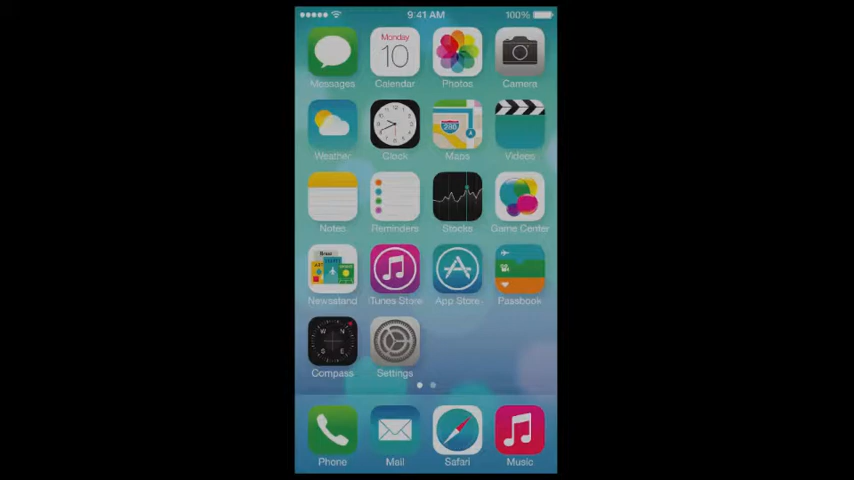 9:41 AM 100%
Monday
10
Messages Calendar Photos Camera
280
Weather Clock Maps Videos
Notes Reminders Stocks Game Center
Newsstand iTunes Store App Store Passbook
N
W E
S
Compass Settings
Phone Mail Safari Music